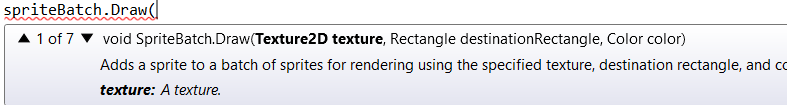 spriteBatch.Draw(
▲ 1 of 7 ▼ void SpriteBatch.Draw(Texture2D texture, Rectangle destinationRectangle, Color color)
Adds a sprite to a batch of sprites for rendering using the specified texture, destination rectangle, and
texture: A texture.